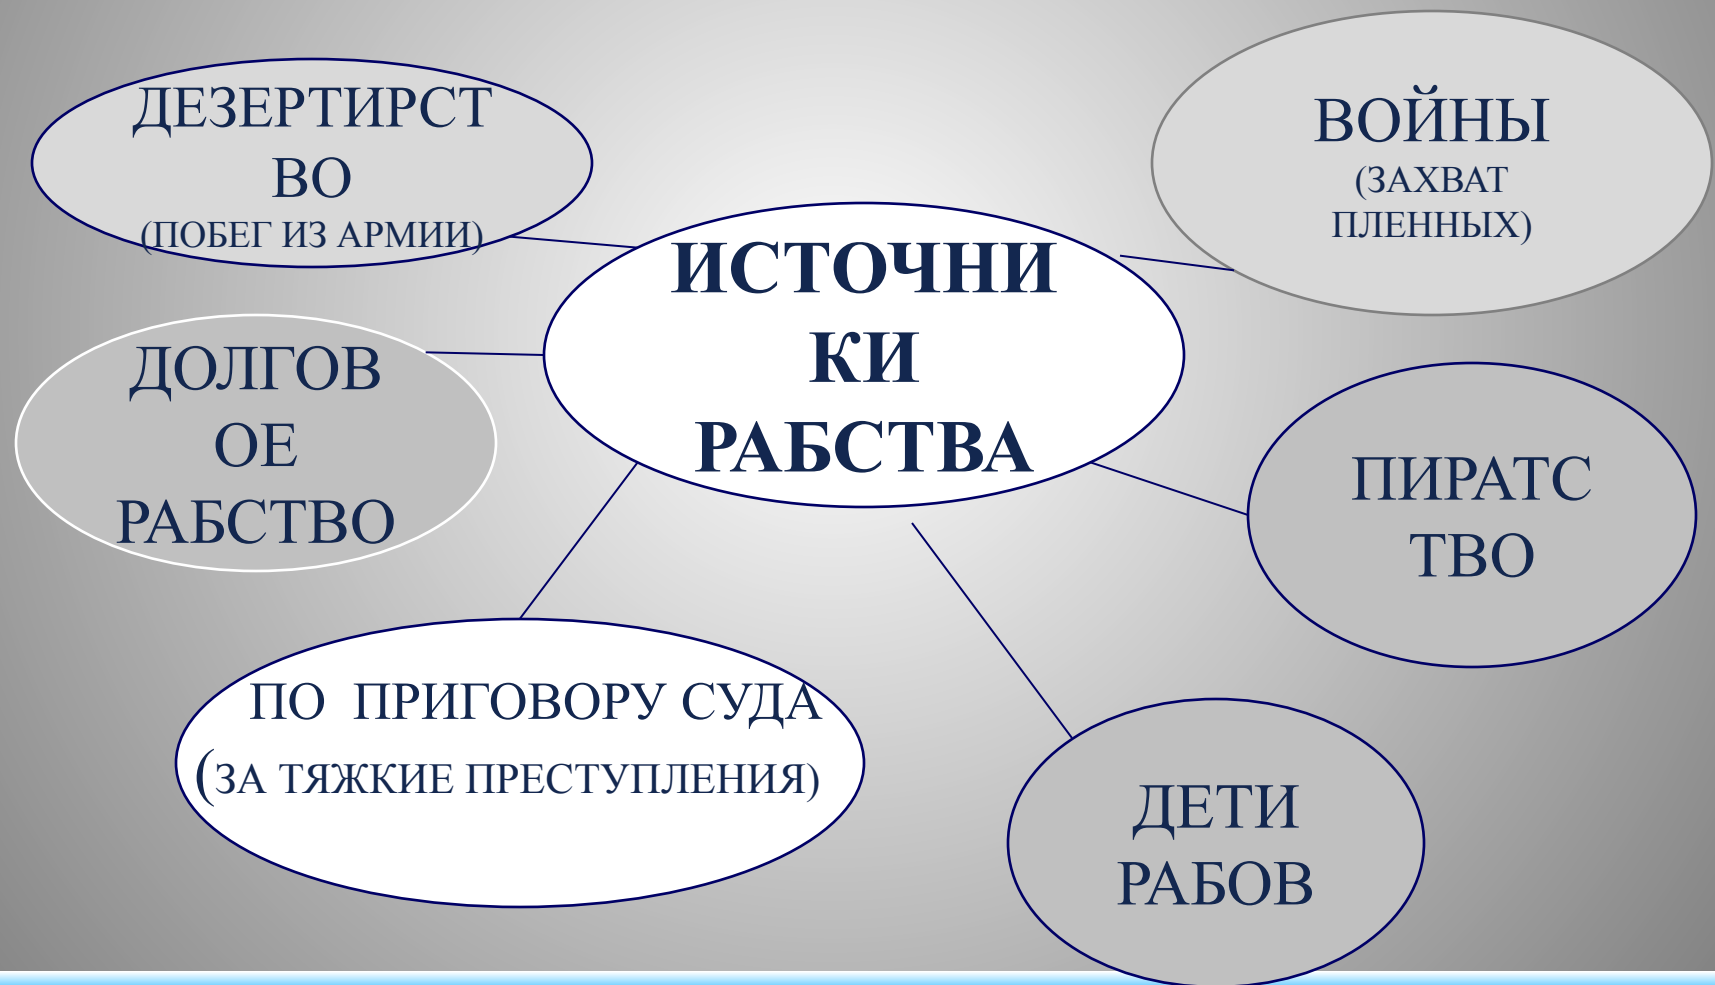 ДЕЗЕРТИРСТ
ВО
(ПОБЕГ ИЗ АРМИИ)
ВОЙНЫ
(ЗАХВАТ
ПЛЕННЫХ)
ИСТОЧНИ
КИ
РАБСТВА
ДОЛГОВ
ОЕ
РАБСТВО
ПИРАТС
ТВО
ПО ПРИГОВОРУ СУДА
(ЗА ТЯЖКИЕ ПРЕСТУПЛЕНИЯ)
ДЕТИ
РАБОВ